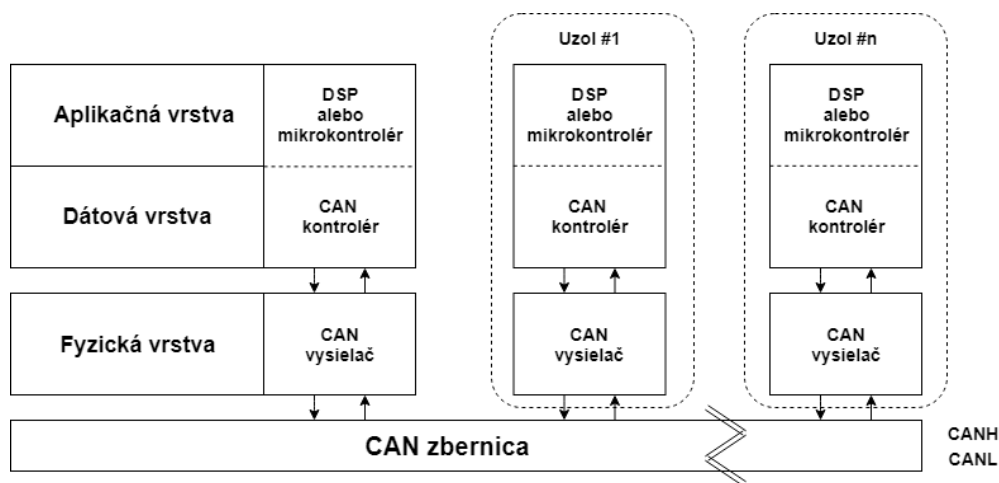 Uzol #1
Uzol #n
Aplikačná vrstva
DSP
alebo
mikrokontrolér
DSP
alebo
mikrokontrolér
DSP
alebo
mikrokontrolér
Dátová vrstva
CAN
kontrolér
CAN
kontrolér
CAN
kontrolér
Fyzická vrstva
CAN
vysielač
CAN
vysielač
CAN
vysielač
CAN zbernica
CANH
CANL